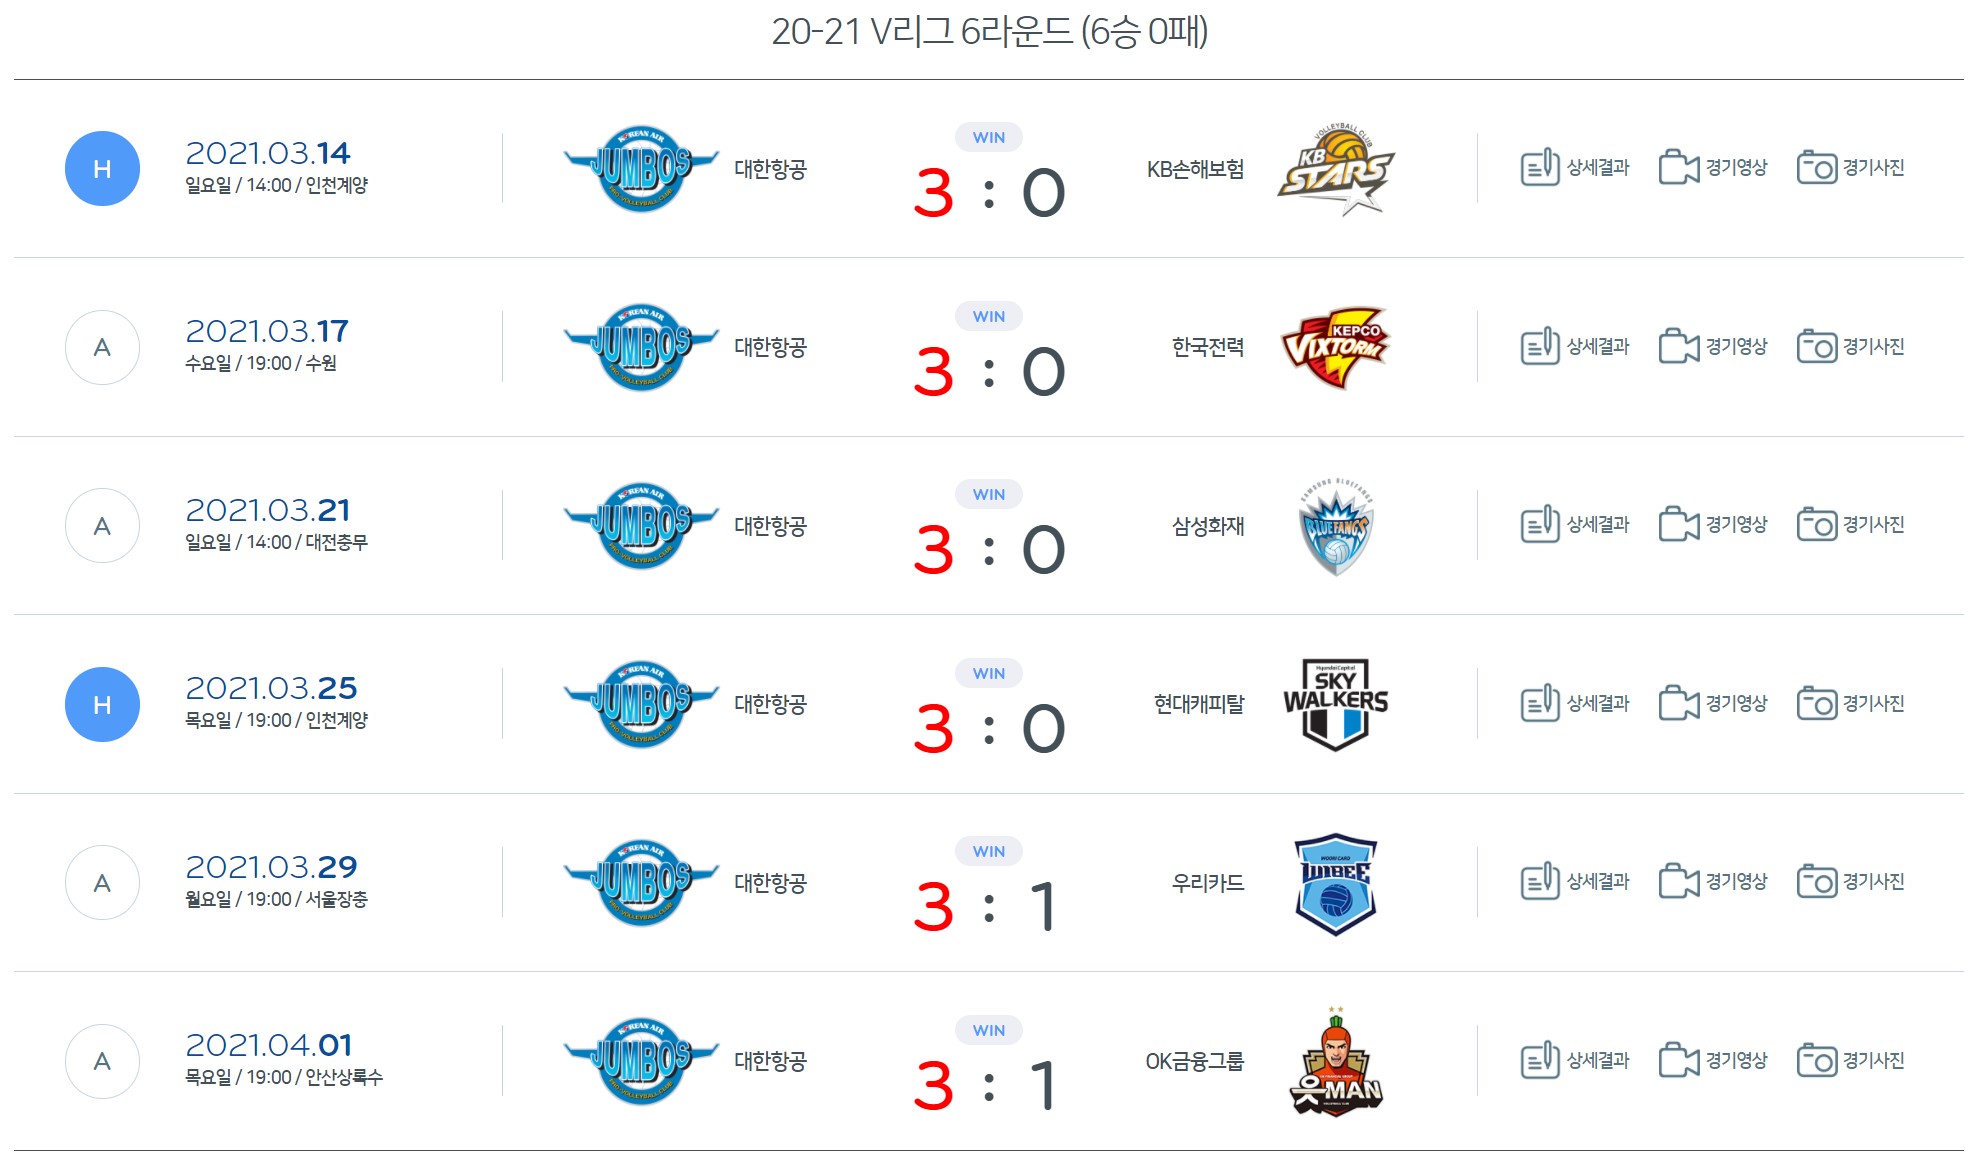 20-21 V리그 6라운드 (6승 0패)
H
2021.03.14
일요일 / 14:00 / 인천계양
KOREAN AIR
JUMBOS
PRO-VOLLEYBALL CLUB
대한항공
WIN
3 : 0
KB손해보험
VOLLEYBALL CLUB
KB
STARS
상세결과
경기영상
경기사진
A
2021.03.17
수요일 / 19:00 / 수원
KOREAN AIR
JUMBOS
PRO-VOLLEYBALL CLUB
대한항공
WIN
3 : 0
한국전력
KEPCO
VIXTORM
상세결과
경기영상
경기사진
A
2021.03.21
일요일 / 14:00 / 대전충무
KOREAN AIR
JUMBOS
PRO-VOLLEYBALL CLUB
대한항공
WIN
3 : 0
삼성화재
SAMSUNG BLUEFANGS
BLUEFANGS
상세결과
경기영상
경기사진
H
2021.03.25
목요일 / 19:00 / 인천계양
KOREAN AIR
JUMBOS
PRO-VOLLEYBALL CLUB
대한항공
WIN
3 : 0
현대캐피탈
Hyundai Capital
SKY
WALKERS
상세결과
경기영상
경기사진
A
2021.03.29
월요일 / 19:00 / 서울장충
KOREAN AIR
JUMBOS
PRO-VOLLEYBALL CLUB
대한항공
WIN
3 : 1
우리카드
WOORI CARD
WIBEE
상세결과
경기영상
경기사진
A
2021.04.01
목요일 / 19:00 / 안산상록수
KOREAN AIR
JUMBOS
PRO-VOLLEYBALL CLUB
대한항공
WIN
3 : 1
OK금융그룹
읏MAN
상세결과
경기영상
경기사진